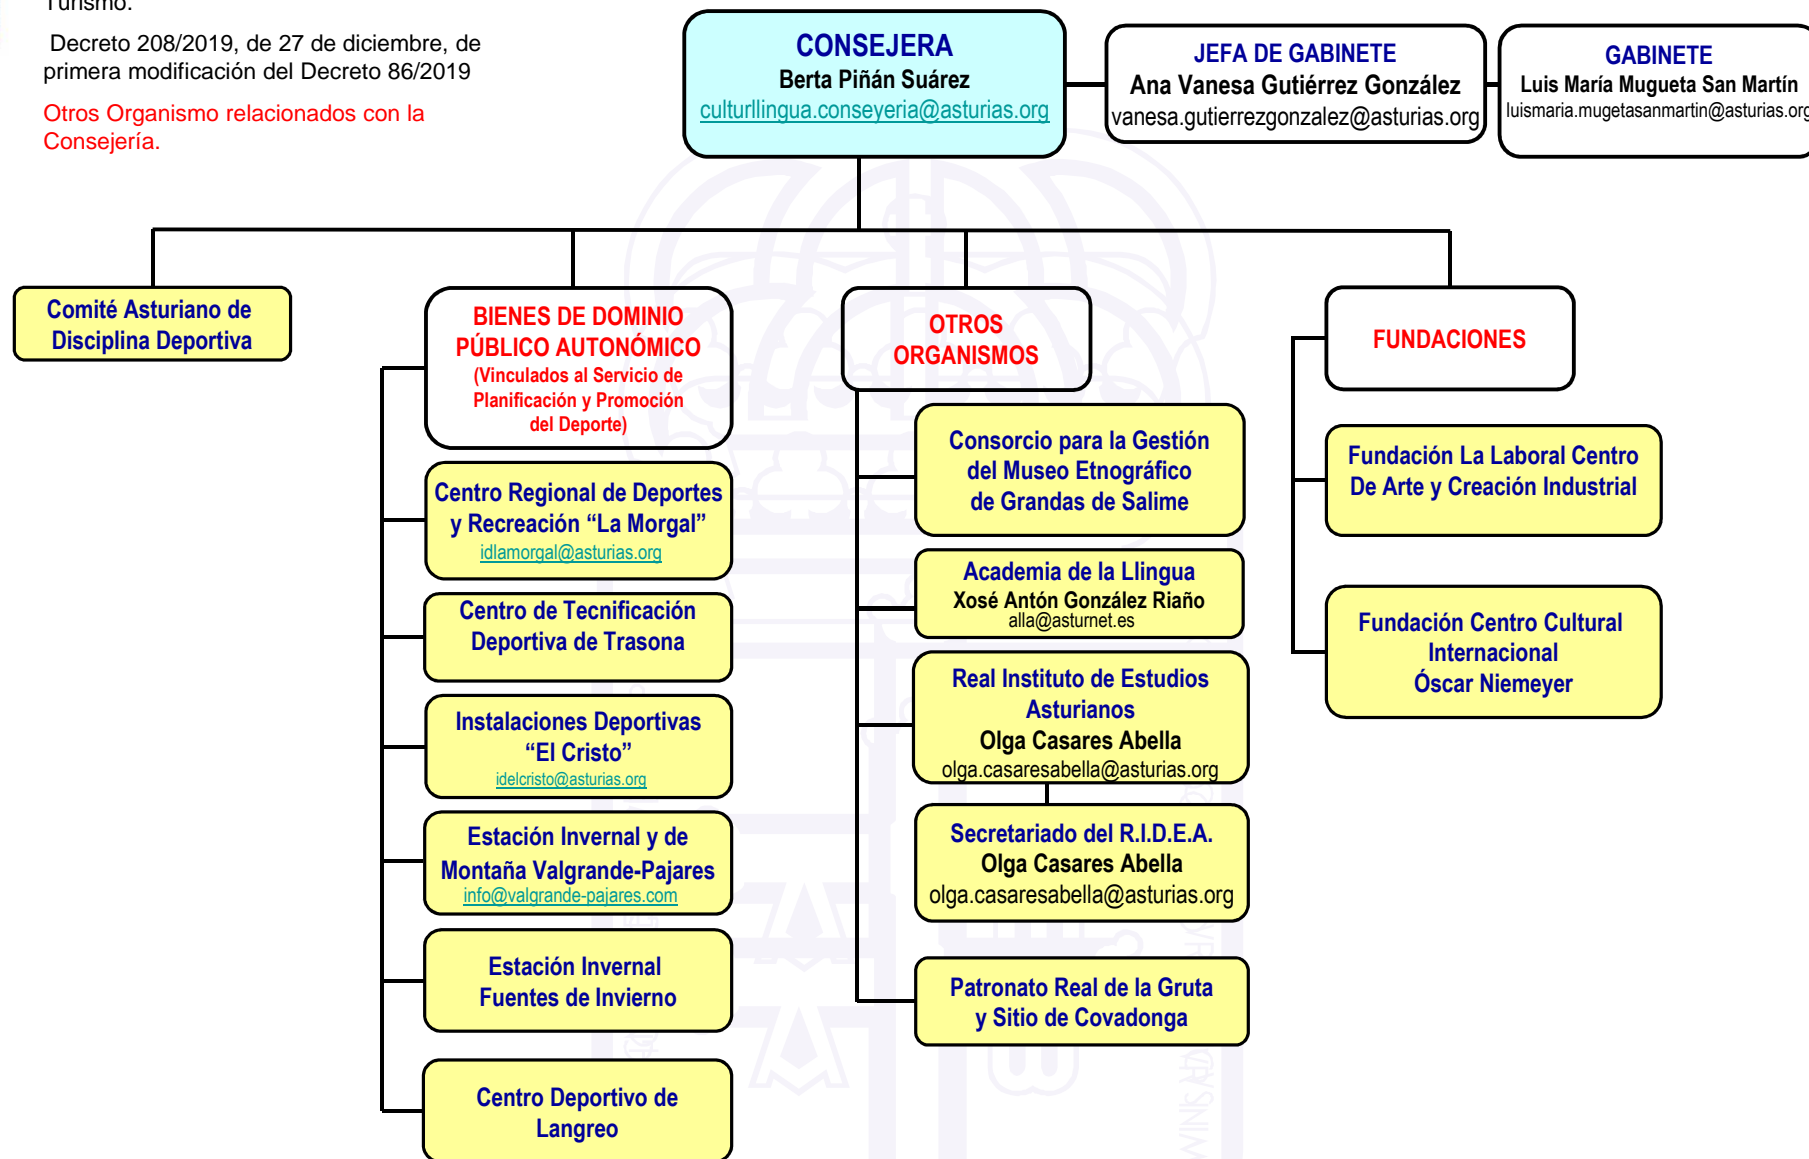 Turismo.
Decreto 208/2019, de 27 de diciembre, de
primera modificación del Decreto 86/2019
Otros Organismo relacionados con la
Consejería.
CONSEJERA
Berta Piñán Suárez
culturllingua.conseyeria@asturias.org
JEFA DE GABINETE
Ana Vanesa Gutiérrez González
vanesa.gutierrezgonzalez@asturias.org
GABINETE
Luis María Mugueta San Martín
luismaria.mugetasanmartin@asturias.org
Comité Asturiano de
Disciplina Deportiva
BIENES DE DOMINIO
PÚBLICO AUTONÓMICO
(Vinculados al Servicio de
Planificación y Promoción
del Deporte)
Centro Regional de Deportes
y Recreación “La Morgal”
idlamorgal@asturias.org
Centro de Tecnificación
Deportiva de Trasona
Instalaciones Deportivas
“El Cristo”
idelcristo@asturias.org
Estación Invernal y de
Montaña Valgrande-Pajares
info@valgrande-pajares.com
Estación Invernal
Fuentes de Invierno
Centro Deportivo de
Langreo
OTROS
ORGANISMOS
Consorcio para la Gestión
del Museo Etnográfico
de Grandas de Salime
Academia de la Llingua
Xosé Antón González Riaño
alla@asturnet.es
Real Instituto de Estudios
Asturianos
Olga Casares Abella
olga.casaresabella@asturias.org
Secretariado del R.I.D.E.A.
Olga Casares Abella
olga.casaresabella@asturias.org
Patronato Real de la Gruta
y Sitio de Covadonga
FUNDACIONES
Fundación La Laboral Centro
De Arte y Creación Industrial
Fundación Centro Cultural
Internacional
Óscar Niemeyer